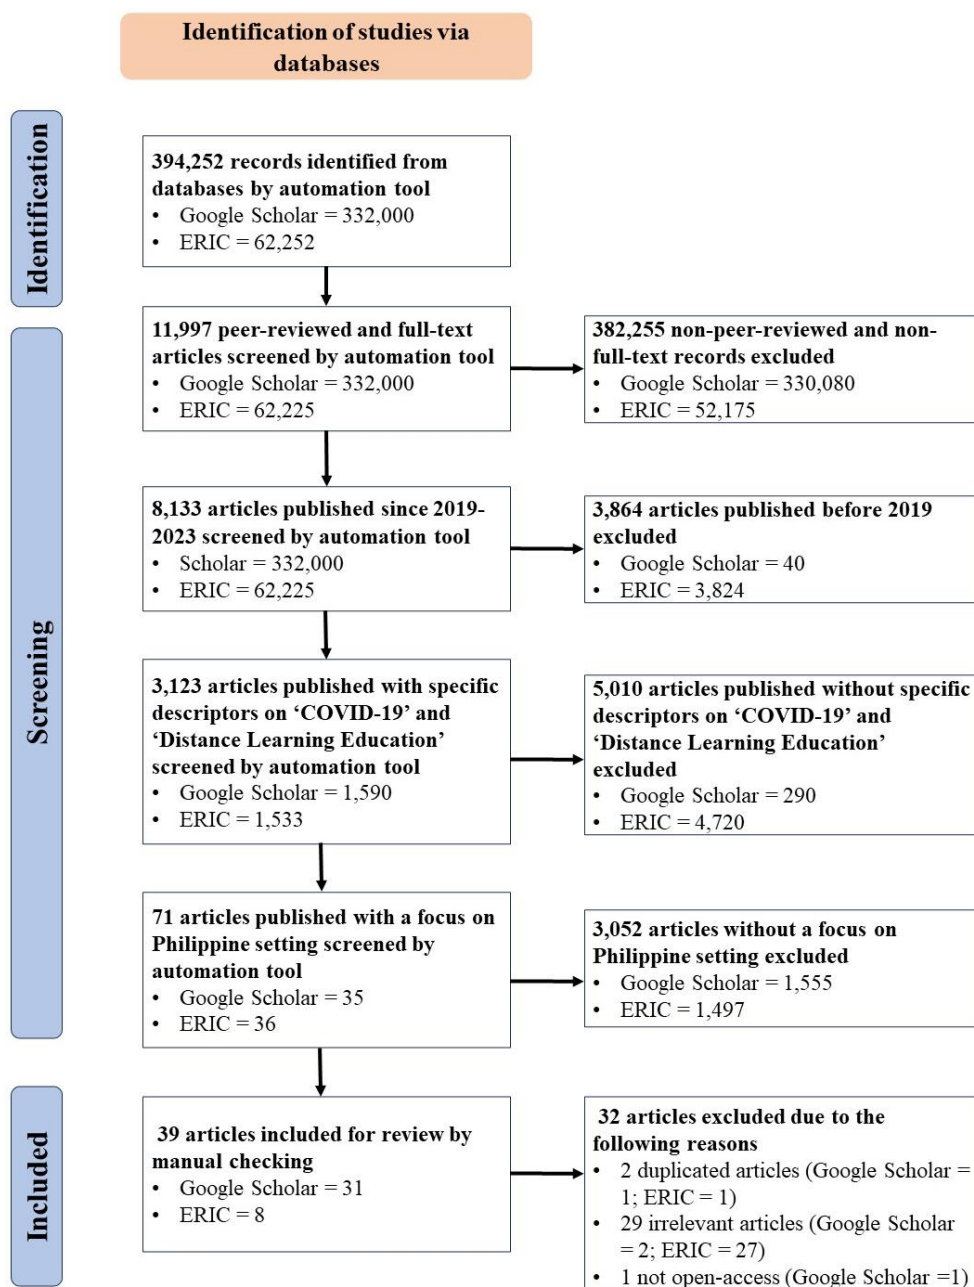 Identification of studies via
databases
Identification
394,252 records identified from
databases by automation tool
• Google Scholar = 332,000
• ERIC = 62,252
Screening
11,997 peer-reviewed and full-text
articles screened by automation tool
• Google Scholar = 332,000
• ERIC = 62,225
382,255 non-peer-reviewed and non-
full-text records excluded
• Google Scholar = 330,080
• ERIC = 52,175
8,133 articles published since 2019-
2023 screened by automation tool
• Scholar = 332,000
• ERIC = 62,225
3,864 articles published before 2019
excluded
• Google Scholar = 40
• ERIC = 3,824
3,123 articles published with specific
descriptors on ‘COVID-19’ and
‘Distance Learning Education’
screened by automation tool
• Google Scholar = 1,590
• ERIC = 1,533
5,010 articles published without specific
descriptors on ‘COVID-19’ and
‘Distance Learning Education’
excluded
• Google Scholar = 290
• ERIC = 4,720
71 articles published with a focus on
Philippine setting screened by
automation tool
• Google Scholar = 35
• ERIC = 36
3,052 articles without a focus on
Philippine setting excluded
• Google Scholar = 1,555
• ERIC = 1,497
Included
39 articles included for review by
manual checking
• Google Scholar = 31
• ERIC = 8
32 articles excluded due to the
following reasons
• 2 duplicated articles (Google Scholar =
1; ERIC = 1)
• 29 irrelevant articles (Google Scholar
= 2; ERIC = 27)
• 1 not open-access (Google Scholar =1)